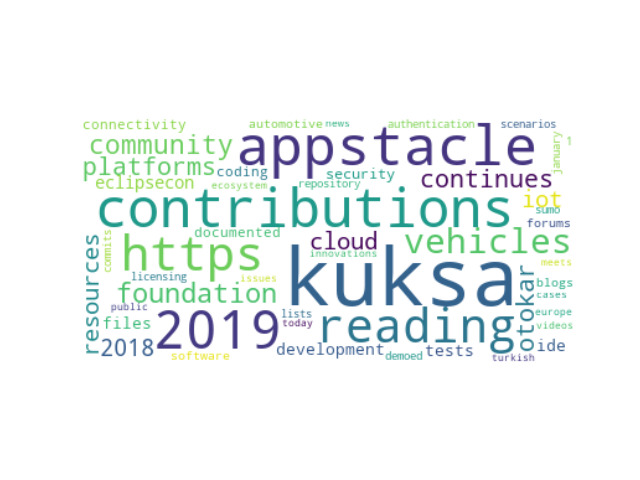 connectivity automotive news authentication scenarios
community appstacle january 1
platforms coding security continues
eclipsecon ecosystem repository iot
contributions sumo
documented forums
commits https innovations cloud vehicles
resources licensing issues kuksa meets
foundation otokar blogs
cases
public lists europe
files 2019 today reading videos
2018 development tests ide
software demoed turkish